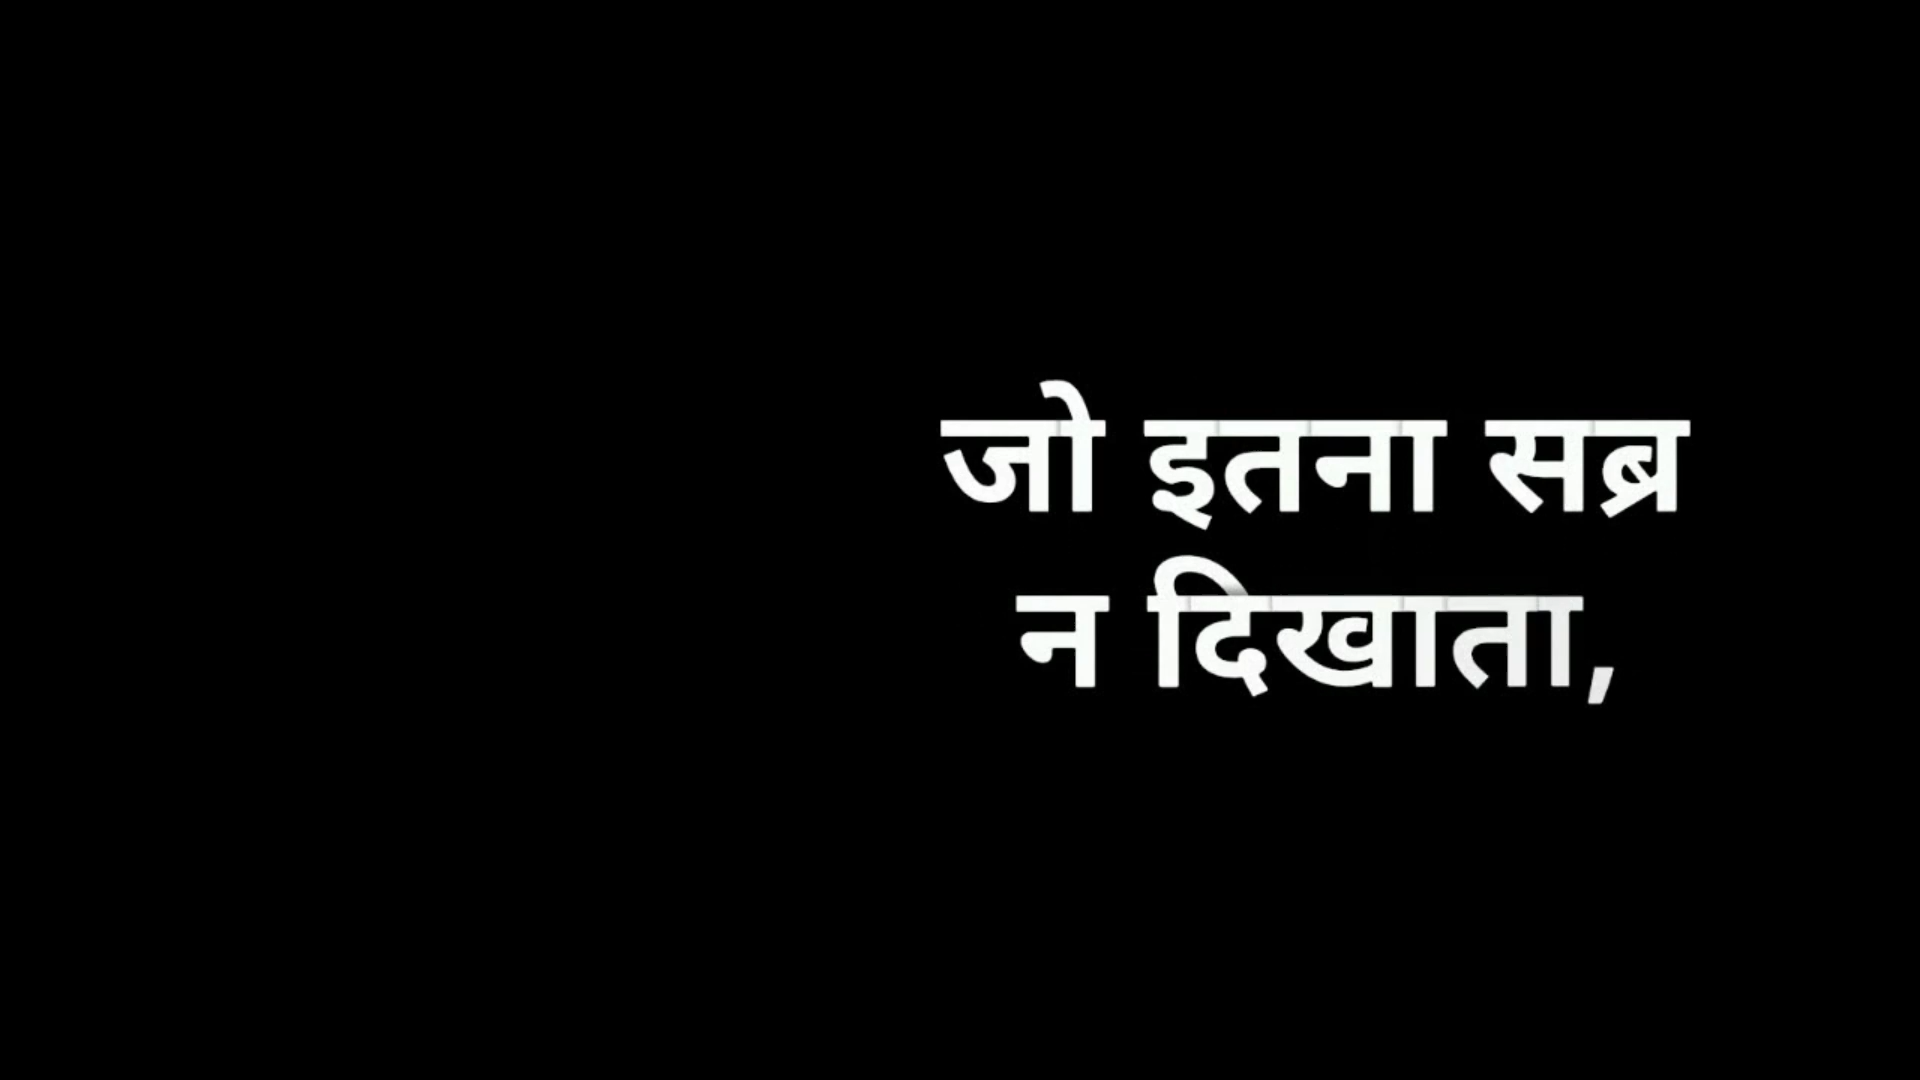 जो इतना सब्र
न दिखाता,